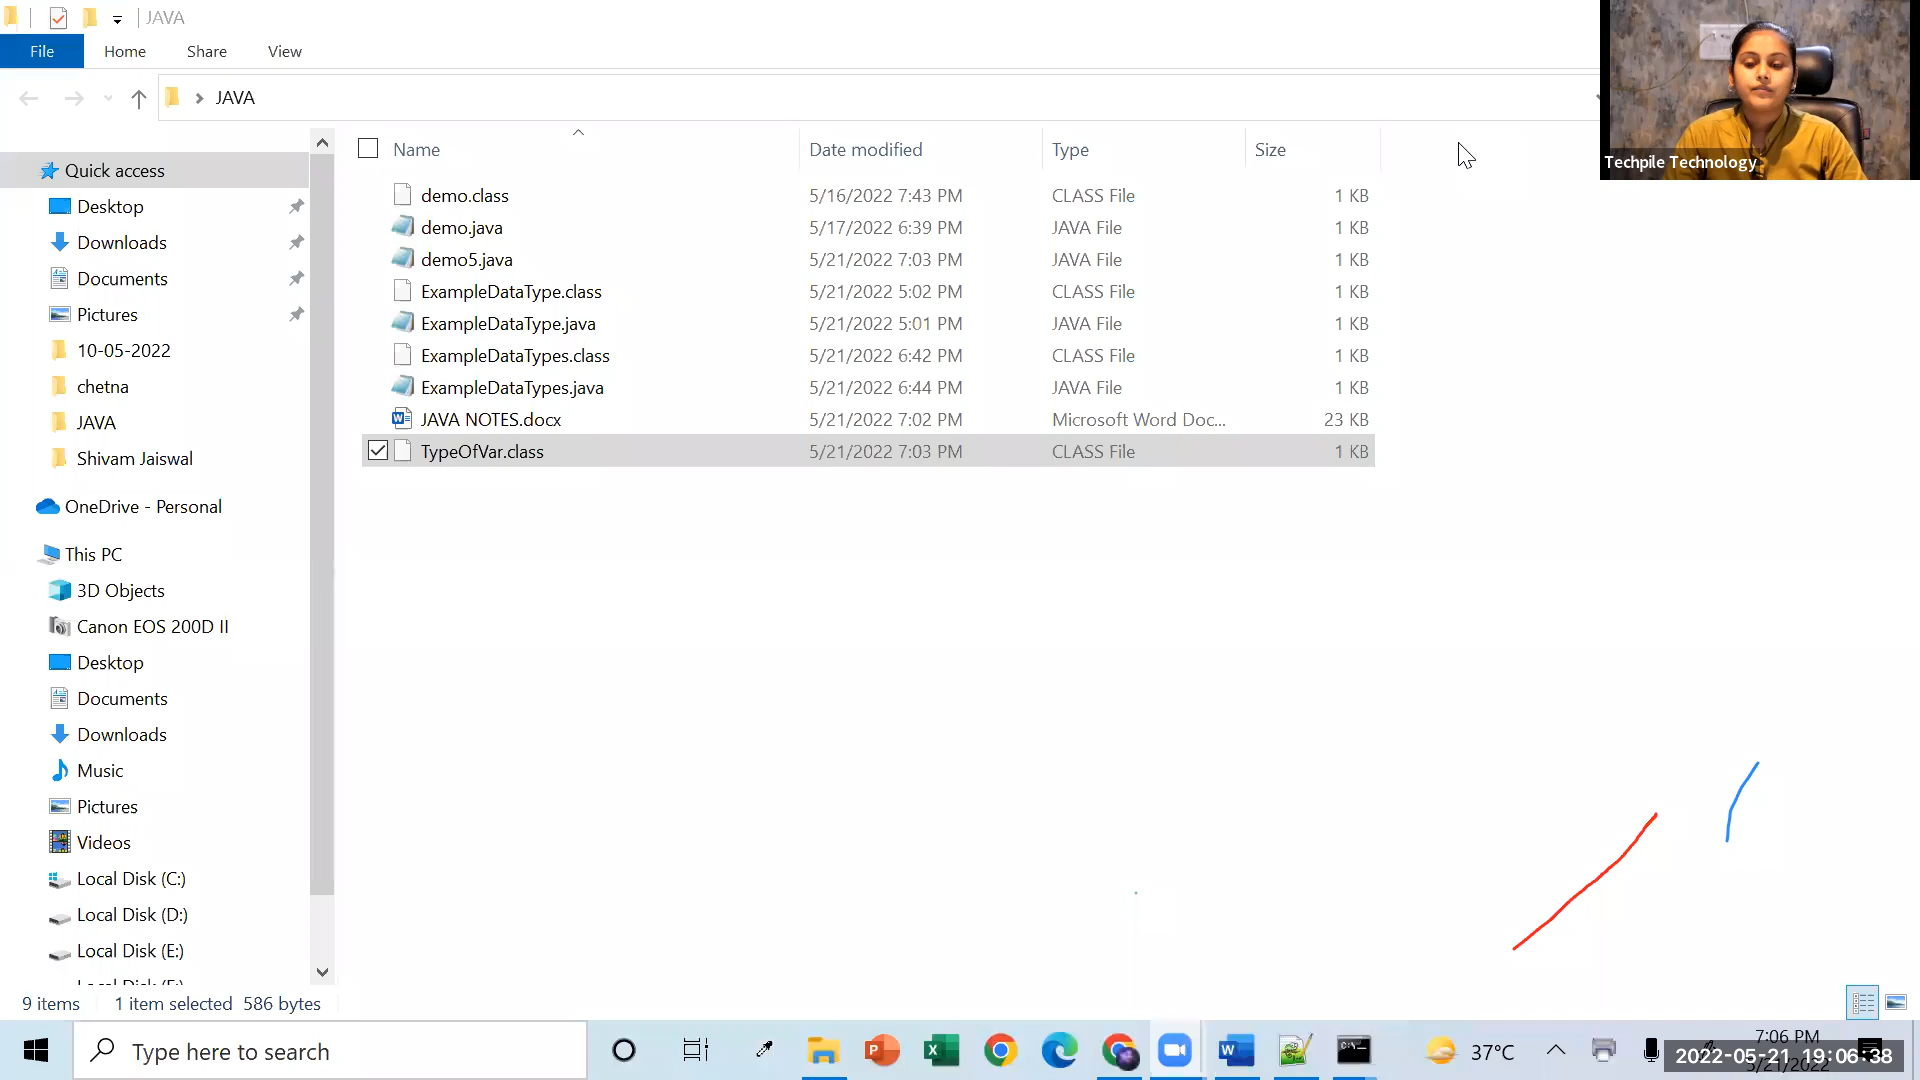 JAVA
File Home Share View
JAVA
Name Date modified Type Size
Techpile Technology
Quick access
Desktop
Downloads
Documents
Pictures
10-05-2022
chetna
JAVA
Shivam Jaiswal
OneDrive - Personal
This PC
3D Objects
Canon EOS 200D II
Desktop
Documents
Downloads
Music
Pictures
Videos
Local Disk (C:)
Local Disk (D:)
Local Disk (E:)
demo.class 5/16/2022 7:43 PM CLASS File 1 KB
demo.java 5/17/2022 6:39 PM JAVA File 1 KB
demo5.java 5/21/2022 7:03 PM JAVA File 1 KB
ExampleDataType.class 5/21/2022 5:02 PM CLASS File 1 KB
ExampleDataType.java 5/21/2022 5:01 PM JAVA File 1 KB
ExampleDataTypes.class 5/21/2022 6:42 PM CLASS File 1 KB
ExampleDataTypes.java 5/21/2022 6:44 PM JAVA File 1 KB
JAVA NOTES.docx 5/21/2022 7:02 PM Microsoft Word Doc... 23 KB
TypeOfVar.class 5/21/2022 7:03 PM CLASS File 1 KB
9 items 1 item selected 586 bytes
Type here to search
37°C
7:06 PM
2022-05-21 19:06:38